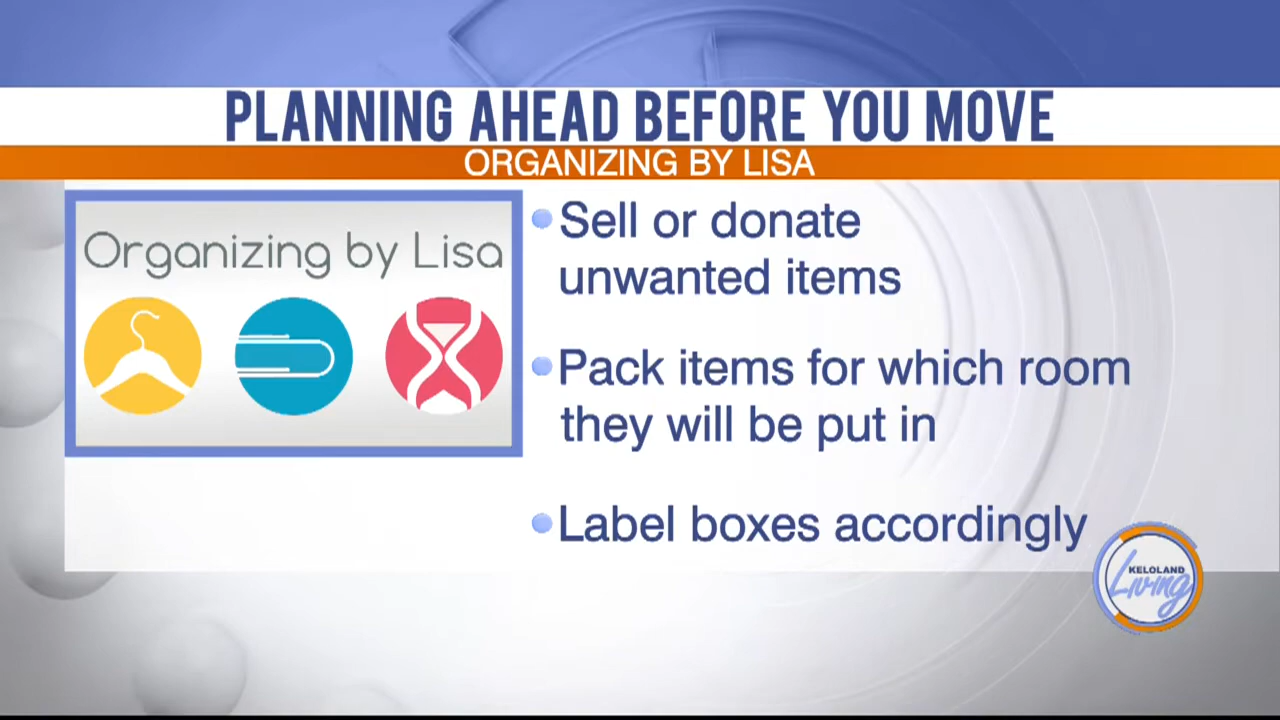 PLANNING AHEAD BEFORE YOU MOVE
ORGANIZING BY LISA
Organizing by Lisa
Sell or donate
unwanted items
Pack items for which room
they will be put in
Label boxes accordingly
KELOLAND
Living